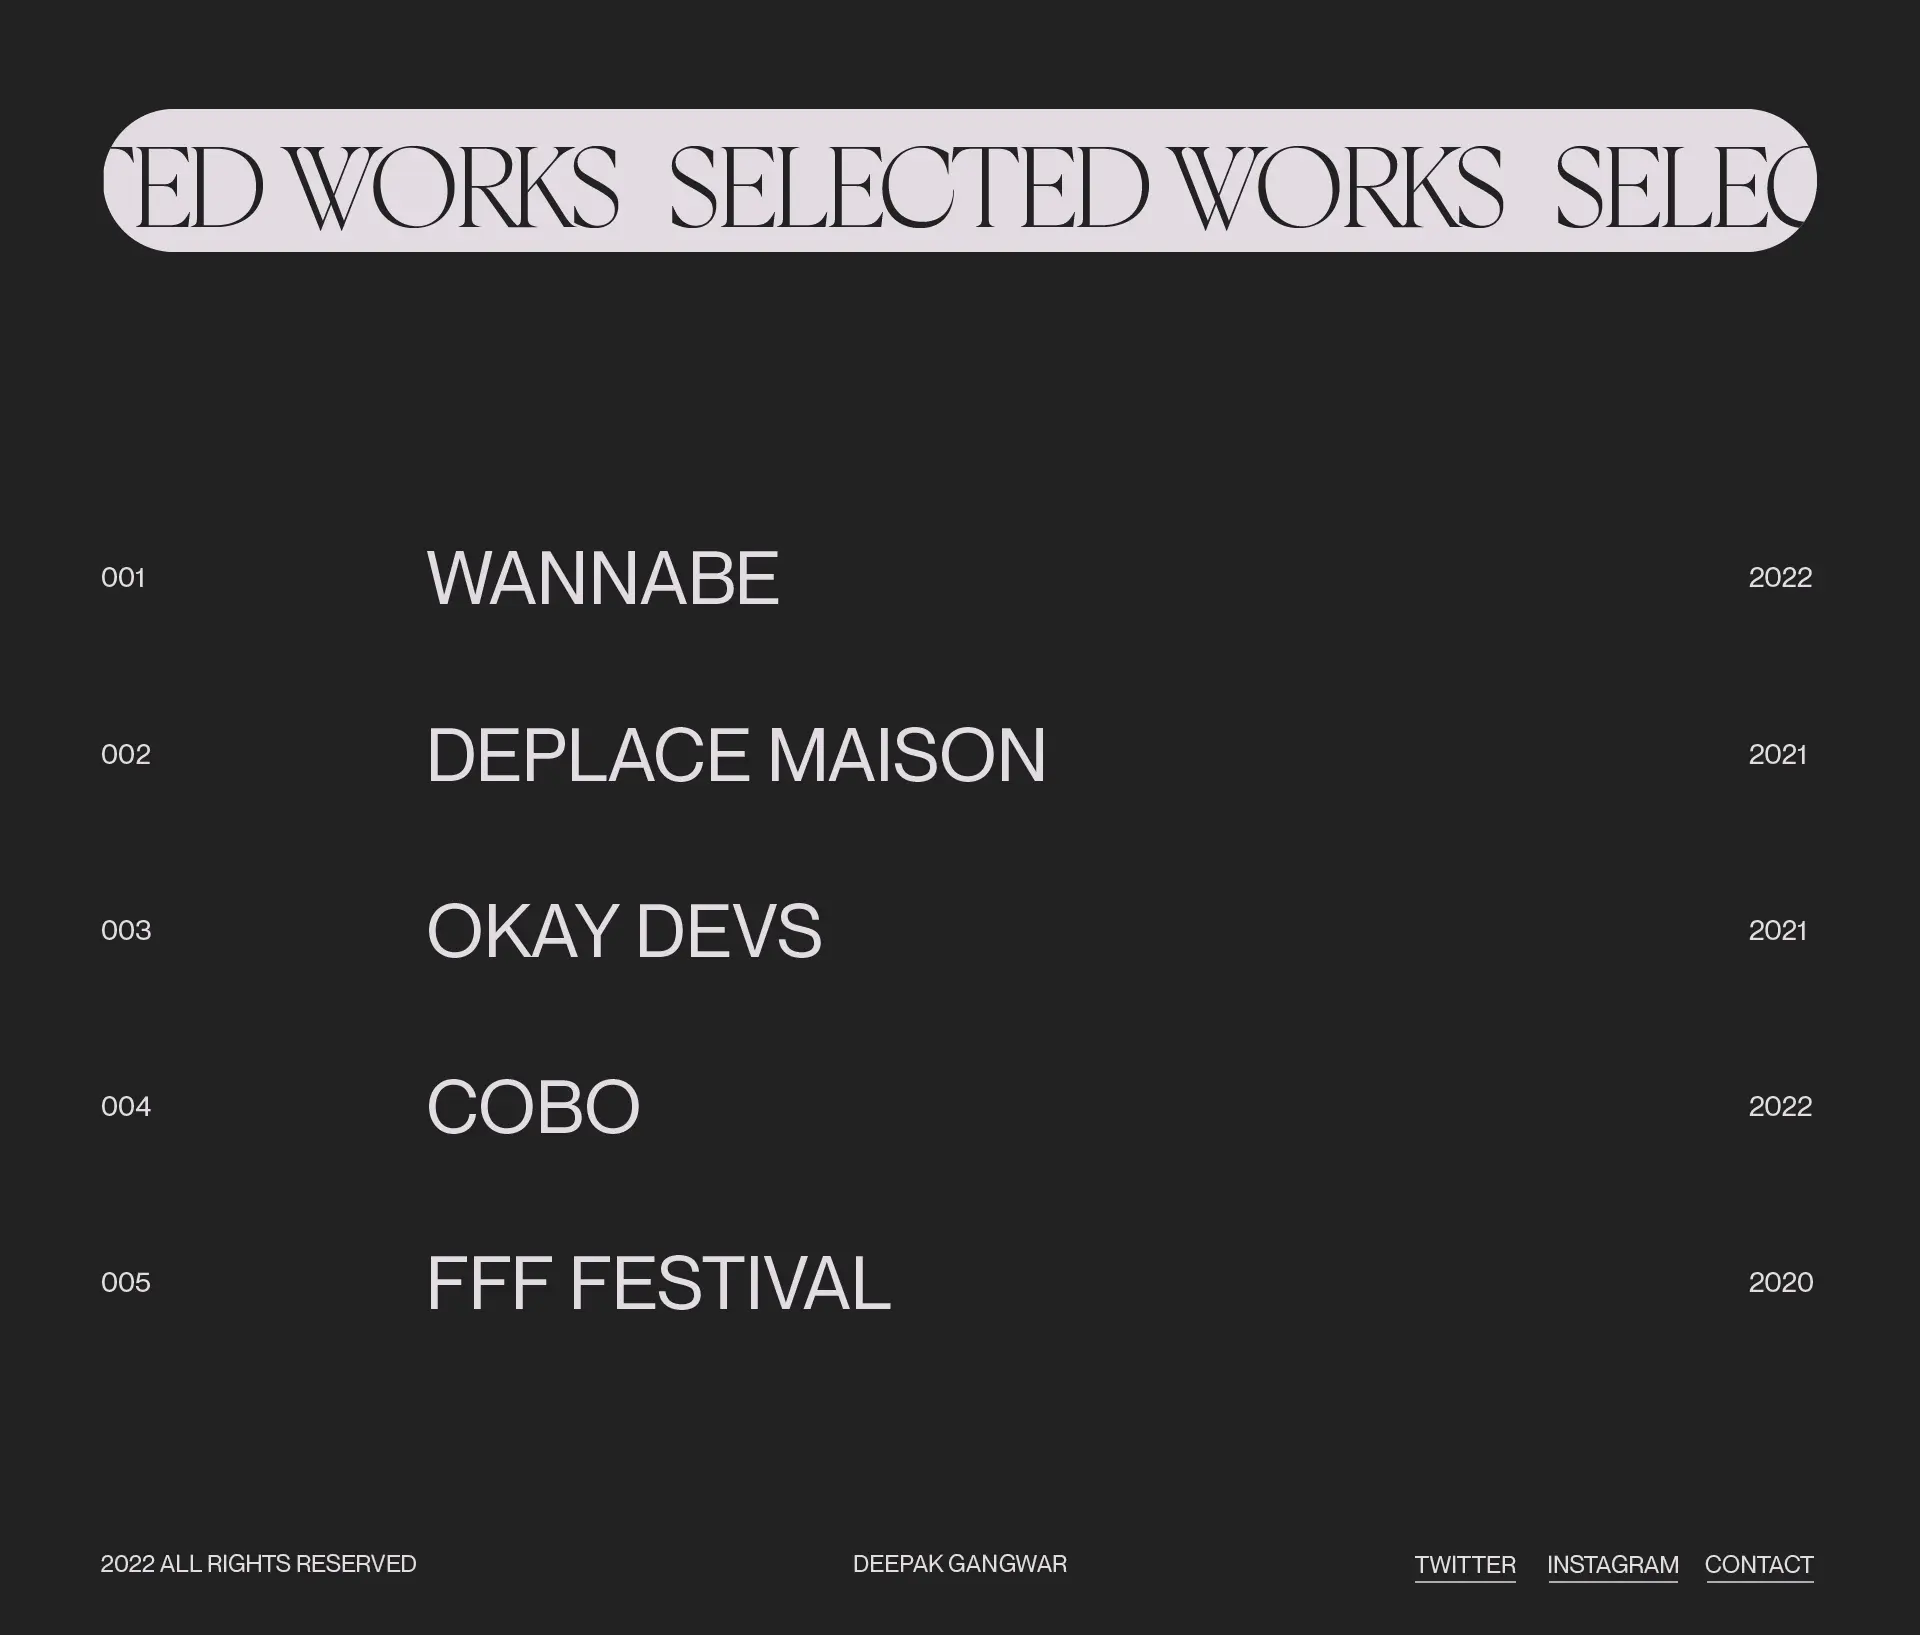 TED WORKS SELECTED WORKS SELEC
001 WANNABE 2022
002 DEPLACE MAISON 2021
003 OKAY DEVS 2021
004 COBO 2022
005 FFF FESTIVAL 2020
2022 ALL RIGHTS RESERVED DEEPAK GANGWAR TWITTER INSTAGRAM CONTACT